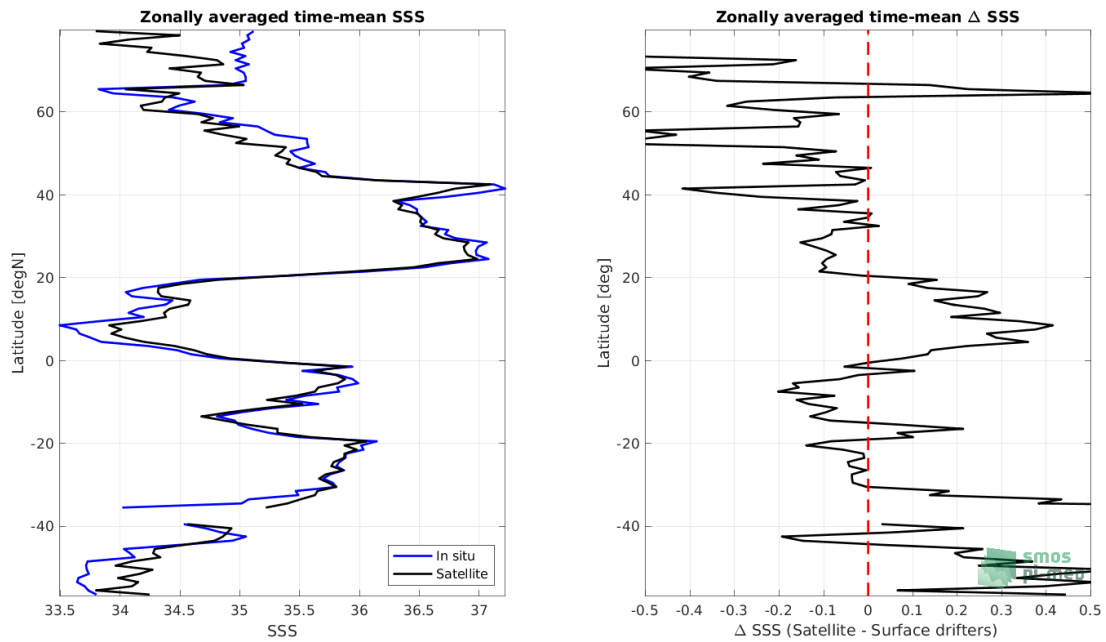 Zonally averaged time-mean SSS
Latitude [degN]
60
40
20
0
-20
-40
33.5 34 34.5 35 35.5 36 36.5 37
SSS
In situ
Satellite
Zonally averaged time-mean Δ SSS
Latitude [deg]
60
40
20
0
-20
-40
-0.5 -0.4 -0.3 -0.2 -0.1 0 0.1 0.2 0.3 0.4 0.5
Δ SSS (Satellite - Surface drifters)
smos
pi-mep